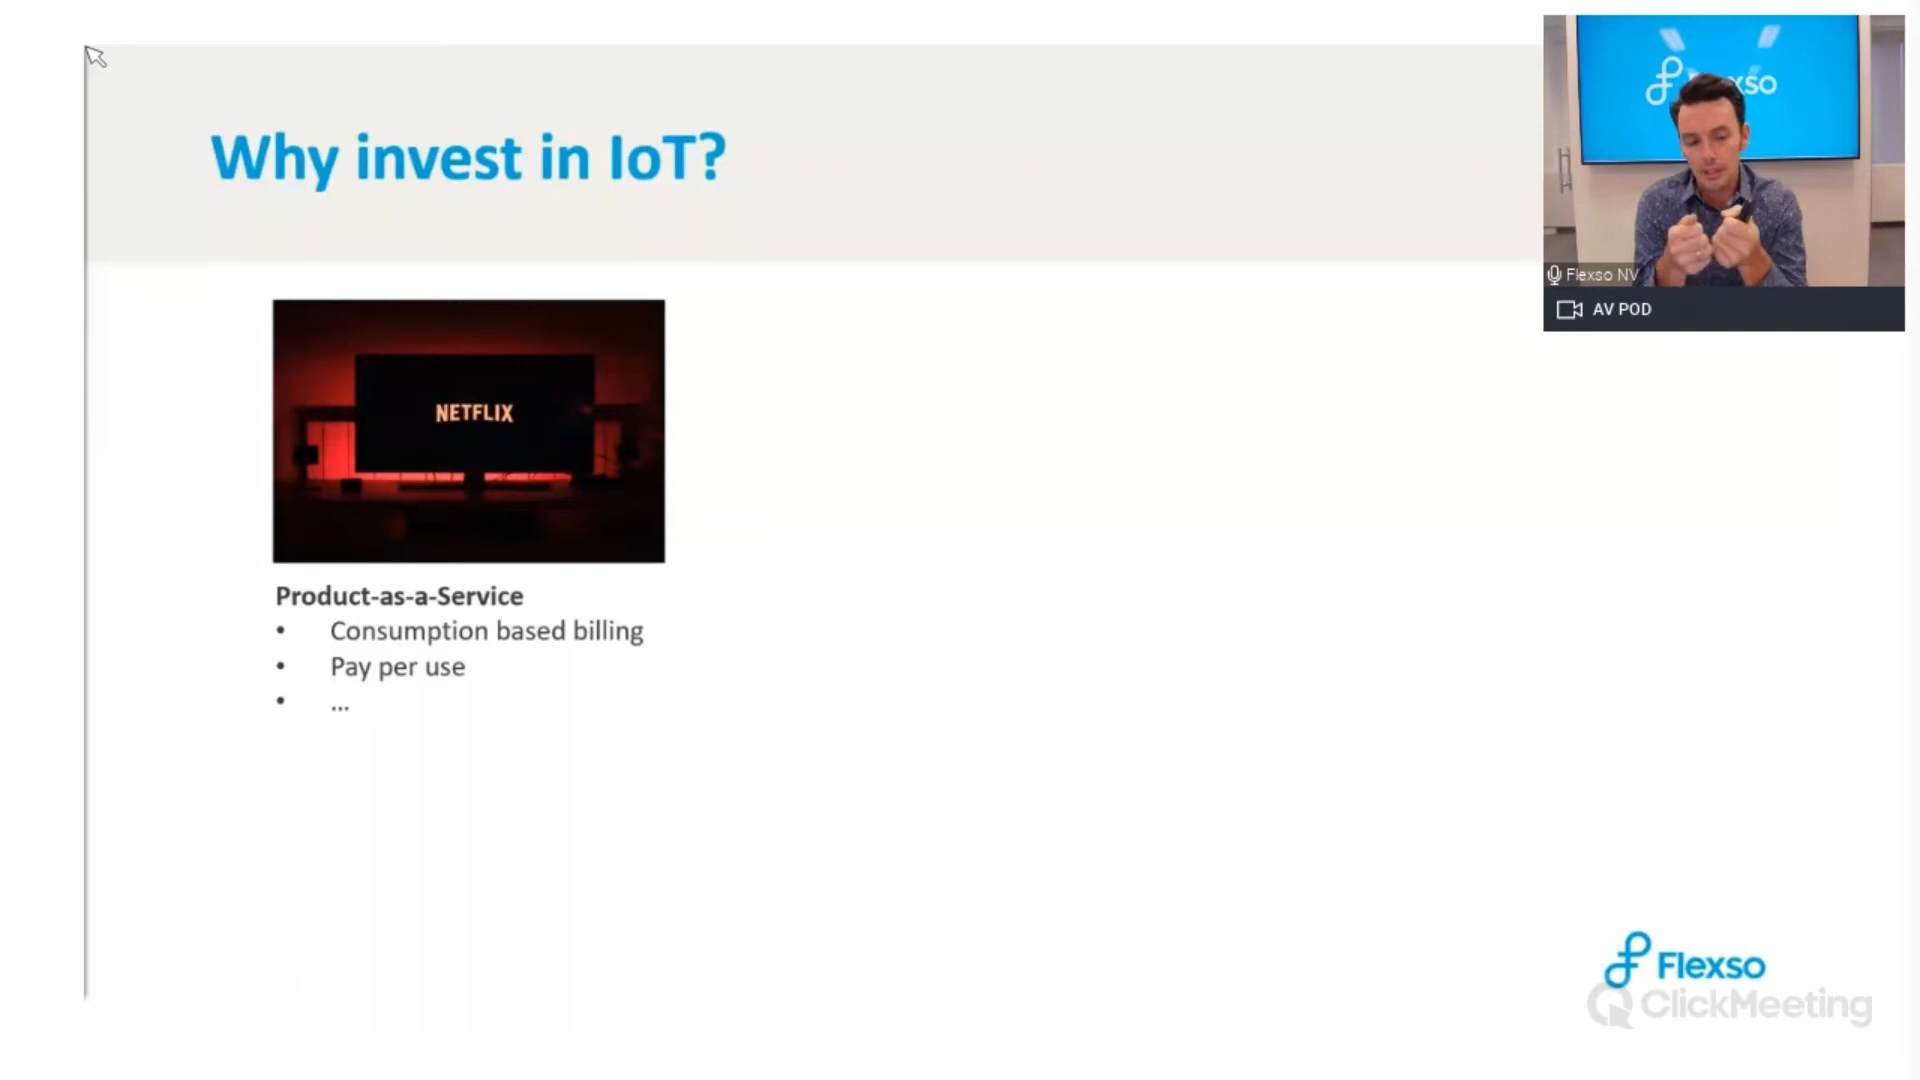 Why invest in IoT?
xso
Flexso NV
AV POD
NETFLIX
Product-as-a-Service
• Consumption based billing
• Pay per use
• ...
Flexso
ClickMeeting